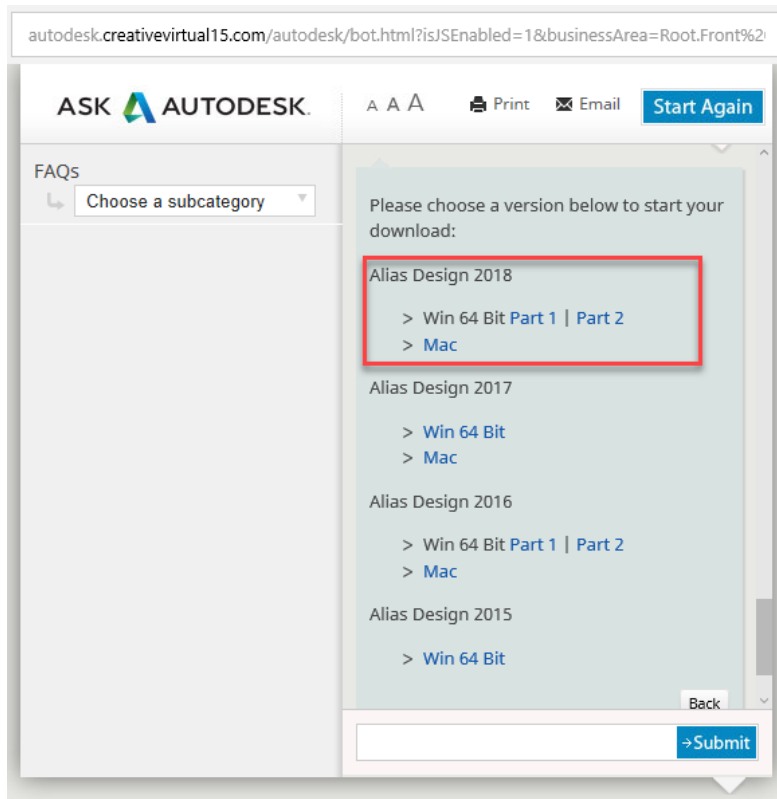 autodesk.creativevirtual15.com/autodesk/bot.html?isJSEnabled=1&businessArea=Root.Front%20
ASK AUTODESK.
A A A Print Email Start Again
FAQs
Choose a subcategory
Please choose a version below to start your
download:
Alias Design 2018
> Win 64 Bit Part 1 | Part 2
> Mac
Alias Design 2017
> Win 64 Bit
> Mac
Alias Design 2016
> Win 64 Bit Part 1 | Part 2
> Mac
Alias Design 2015
> Win 64 Bit
Back
→Submit